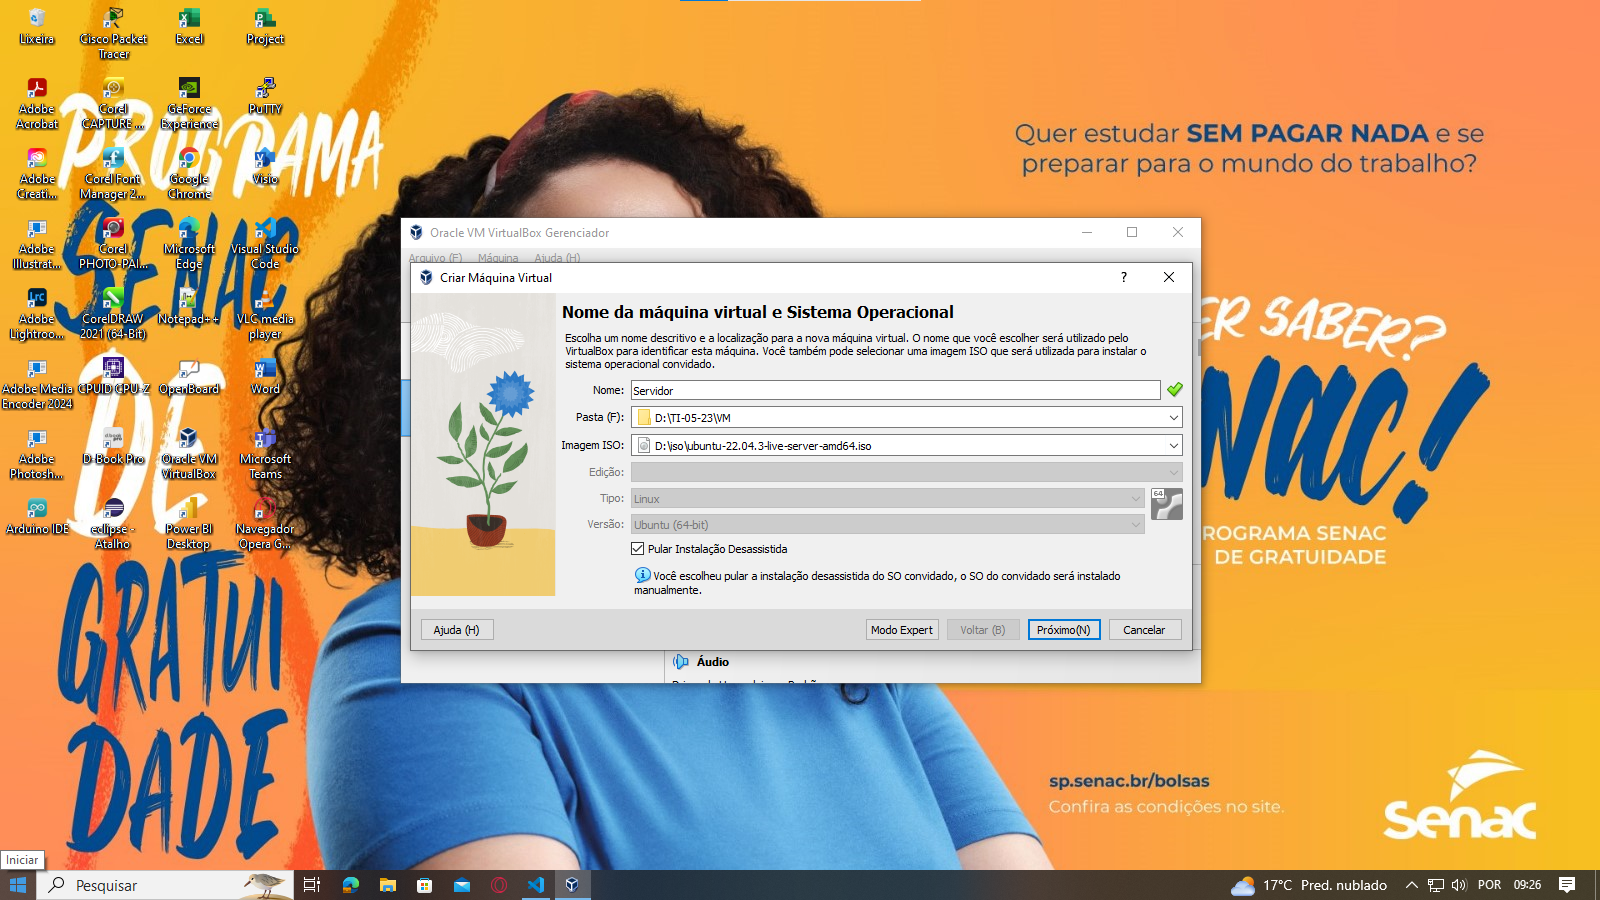 Lixeira
Cisco Packet Tracer
Excel
Project
Adobe Acrobat
Corel CAPTURE ...
GeForce Experience
PuTTY
Adobe Creati...
Corel Font Manager 2...
Google Chrome
Visio
Adobe Illustrat...
Corel PHOTO-PAI...
Microsoft Edge
Visual Studio Code
Adobe Lightroo...
CorelDRAW 2021 (64-Bit)
Notepad++
VLC media player
Adobe Media Encoder 2024
CPUID CPU-Z
OpenBoard
Word
Adobe Photosh...
D-Book Pro
Oracle VM VirtualBox
Microsoft Teams
Arduino IDE
eclipse - Atalho
Power BI Desktop
Navegador Opera G...
PROGRAMA
SENAC
DE
GRATUI
DADE
Quer estudar SEM PAGAR NADA e se
preparar para o mundo do trabalho?
ER SABER?
NAC!
ROGRAMA SENAC
DE GRATUIDADE
sp.senac.br/bolsas
Confira as condições no site.
Senac
Oracle VM VirtualBox Gerenciador
Arquivo (F) Máquina Ajuda (H)
Criar Máquina Virtual
?
Nome da máquina virtual e Sistema Operacional
Escolha um nome descritivo e a localização para a nova máquina virtual. O nome que você escolher será utilizado pelo
VirtualBox para identificar esta máquina. Você também pode selecionar uma imagem ISO que será utilizada para instalar o
sistema operacional convidado.
Nome: Servidor
Pasta (F): D:\TI-05-23\VM
Imagem ISO: D:\iso\ubuntu-22.04.3-live-server-amd64.iso
Edição:
Tipo: Linux
64
Versão: Ubuntu (64-bit)
Pular Instalação Desassistida
Você escolheu pular a instalação desassistida do SO convidado, o SO do convidado será instalado
manualmente.
Ajuda (H) Modo Expert Voltar (B) Próximo(N) Cancelar
Áudio
Iniciar
Pesquisar
17°C Pred. nublado
POR 09:26